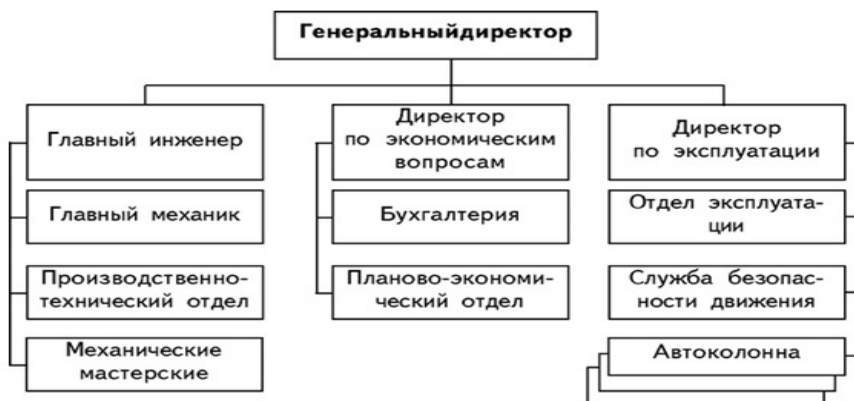 Генеральныйдиректор
Главный инженер
Директор
по экономическим
вопросам
Директор
по эксплуатации
Главный механик
Бухгалтерия
Отдел эксплуата-
ции
Производственно-
технический отдел
Планово-экономи-
ческий отдел
Служба безопас-
ности движения
Механические
мастерские
Автоколонна